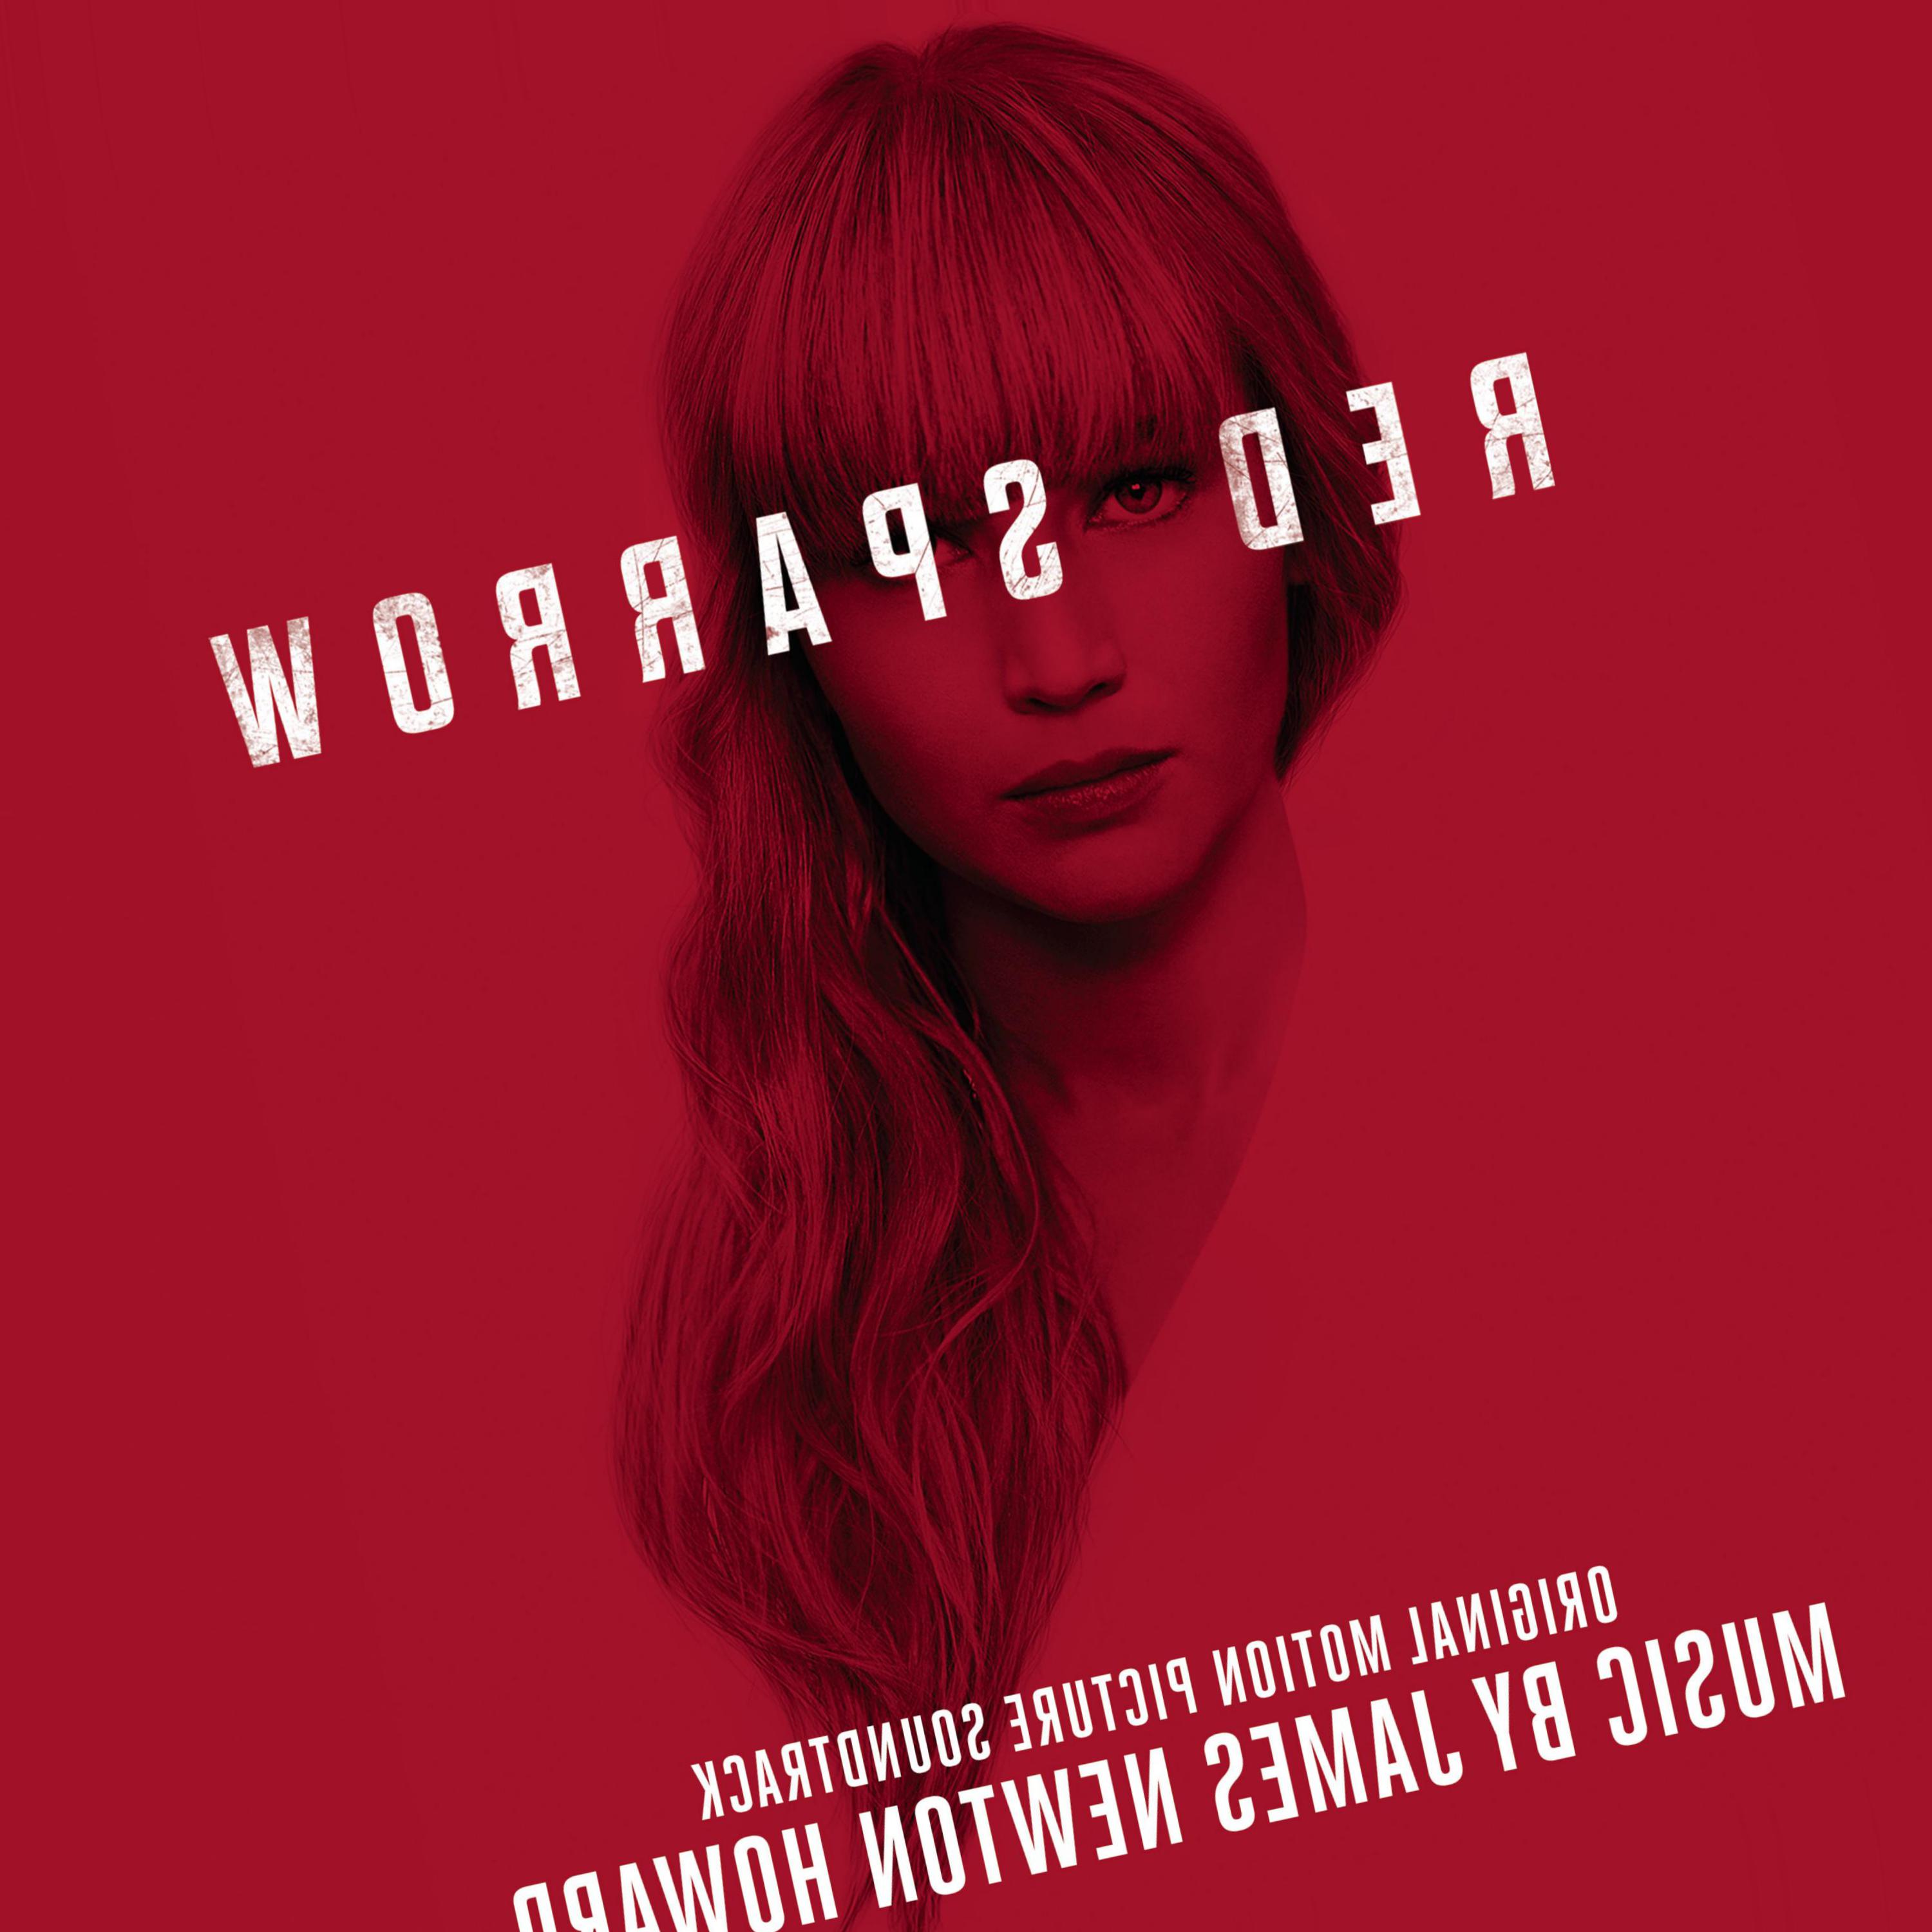 RED SPARROW
ORIGINAL MOTION PICTURE SOUNDTRACK
MUSIC BY JAMES NEWTON HOWARD